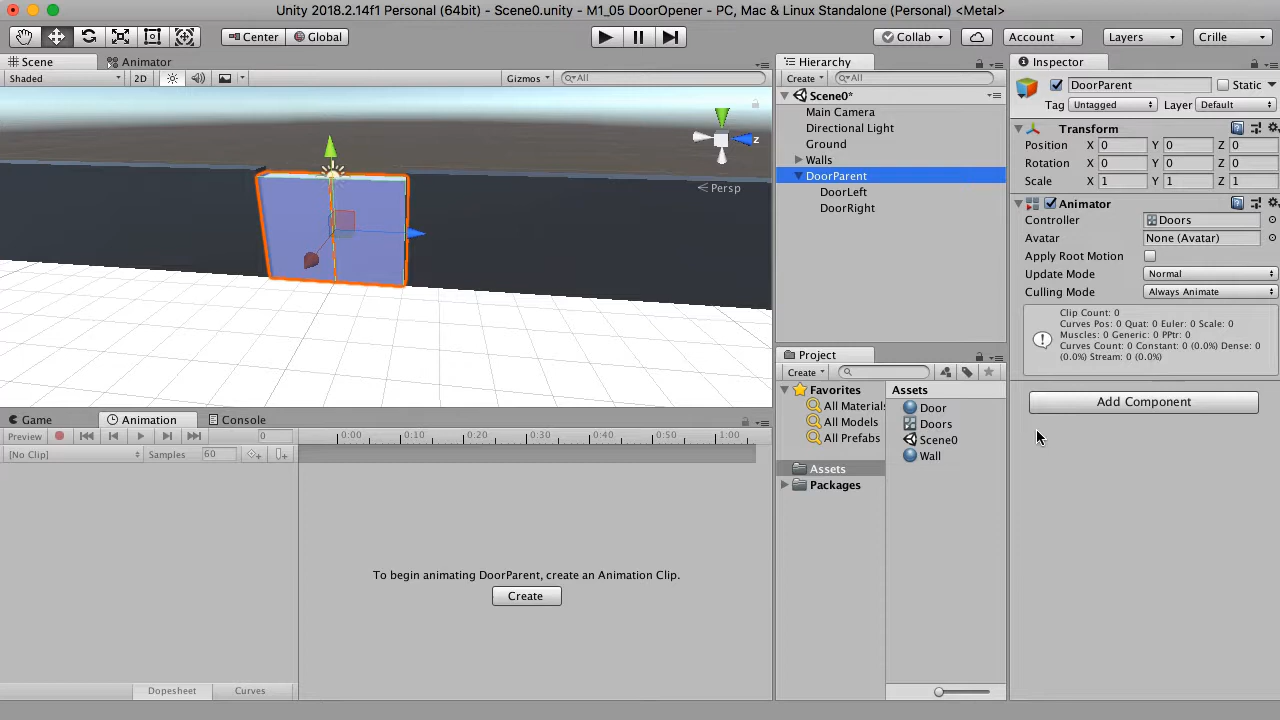 Unity 2018.2.14f1 Personal (64bit) - Scene0.unity - M1_05 DoorOpener - PC, Mac & Linux Standalone (Personal) <Metal>
Center Global Collab Account Layers Crille
Scene Animator
Shaded 2D Gizmos All
z
Persp
Game Animation Console
Preview 0 0:00 0:10 0:20 0:30 0:40 0:50 1:00
[No Clip] Samples 60
To begin animating DoorParent, create an Animation Clip.
Create
Dopesheet Curves
Hierarchy
Create All
Scene0*
Main Camera
Directional Light
Ground
Walls
DoorParent
DoorLeft
DoorRight
Project
Create
Favorites
All Materials
All Models
All Prefabs
Assets
Packages
Assets
Door
Doors
Scene0
Wall
Inspector
DoorParent Static
Tag Untagged Layer Default
Transform
Position X 0 Y 0 Z 0
Rotation X 0 Y 0 Z 0
Scale X 1 Y 1 Z 1
Animator
Controller Doors
Avatar None (Avatar)
Apply Root Motion
Update Mode Normal
Culling Mode Always Animate
Clip Count: 0
Curves Pos: 0 Quat: 0 Euler: 0 Scale: 0
Muscles: 0 Generic: 0 PPtr: 0
Curves Count: 0 Constant: 0 (0.0%) Dense: 0
(0.0%) Stream: 0 (0.0%)
Add Component